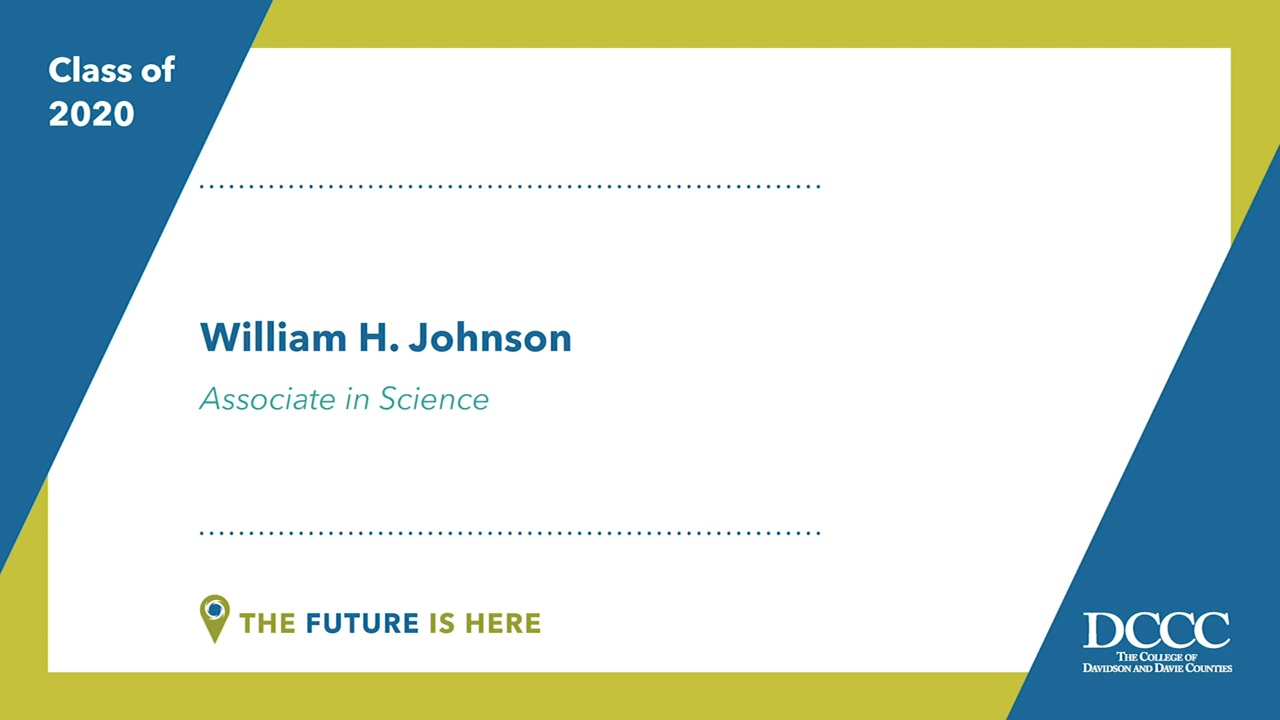 Class of
2020
William H. Johnson
Associate in Science
THE FUTURE IS HERE
DCCC
THE COLLEGE OF
DAVIDSON AND DAVIE COUNTIES